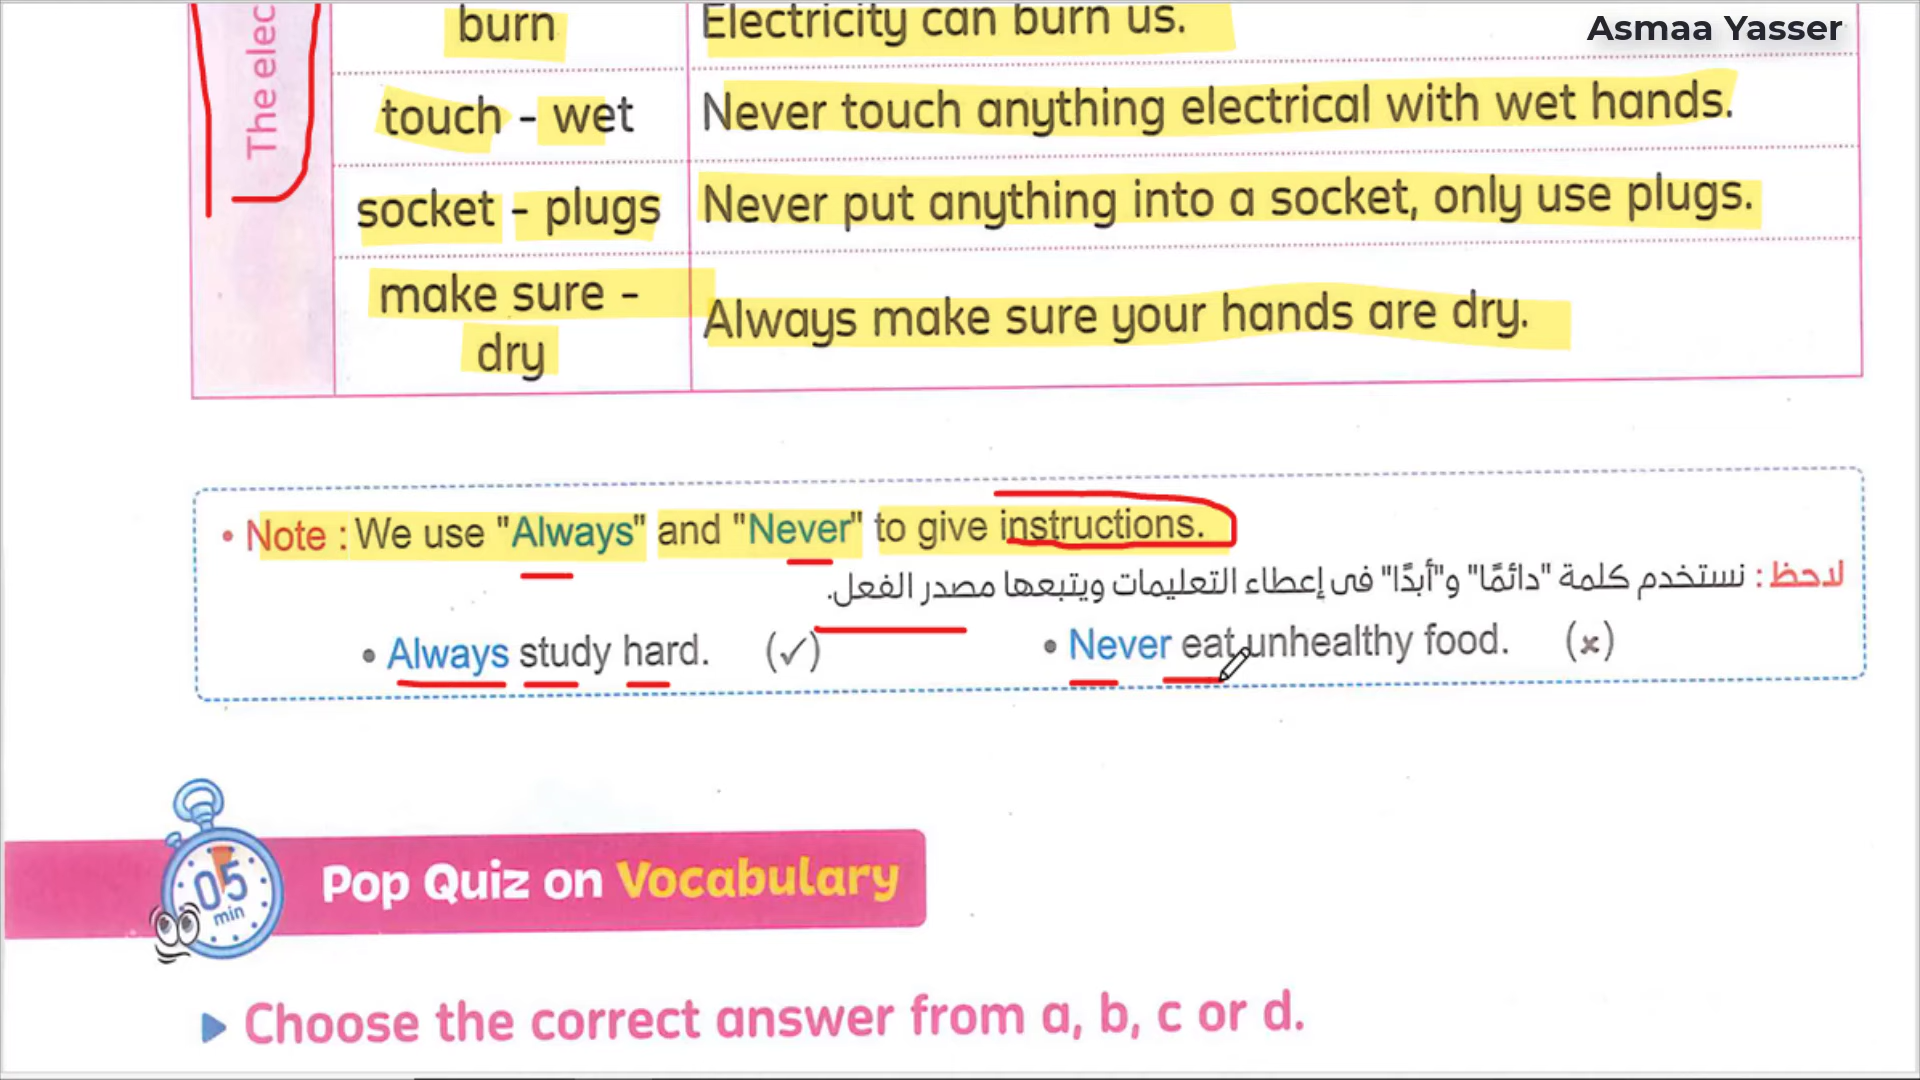 Asmaa Yasser
The elec
burn
Electricity can burn us.
touch - wet
Never touch anything electrical with wet hands.
socket - plugs
Never put anything into a socket, only use plugs.
make sure -
dry
Always make sure your hands are dry.
• Note : We use "Always" and "Never" to give instructions.
لاحظ : نستخدم كلمة "دائمًا" و"أبدًا" فى إعطاء التعليمات ويتبعها مصدر الفعل.
• Always study hard. (✓)
• Never eat unhealthy food. (×)
05
min
Pop Quiz on Vocabulary
Choose the correct answer from a, b, c or d.